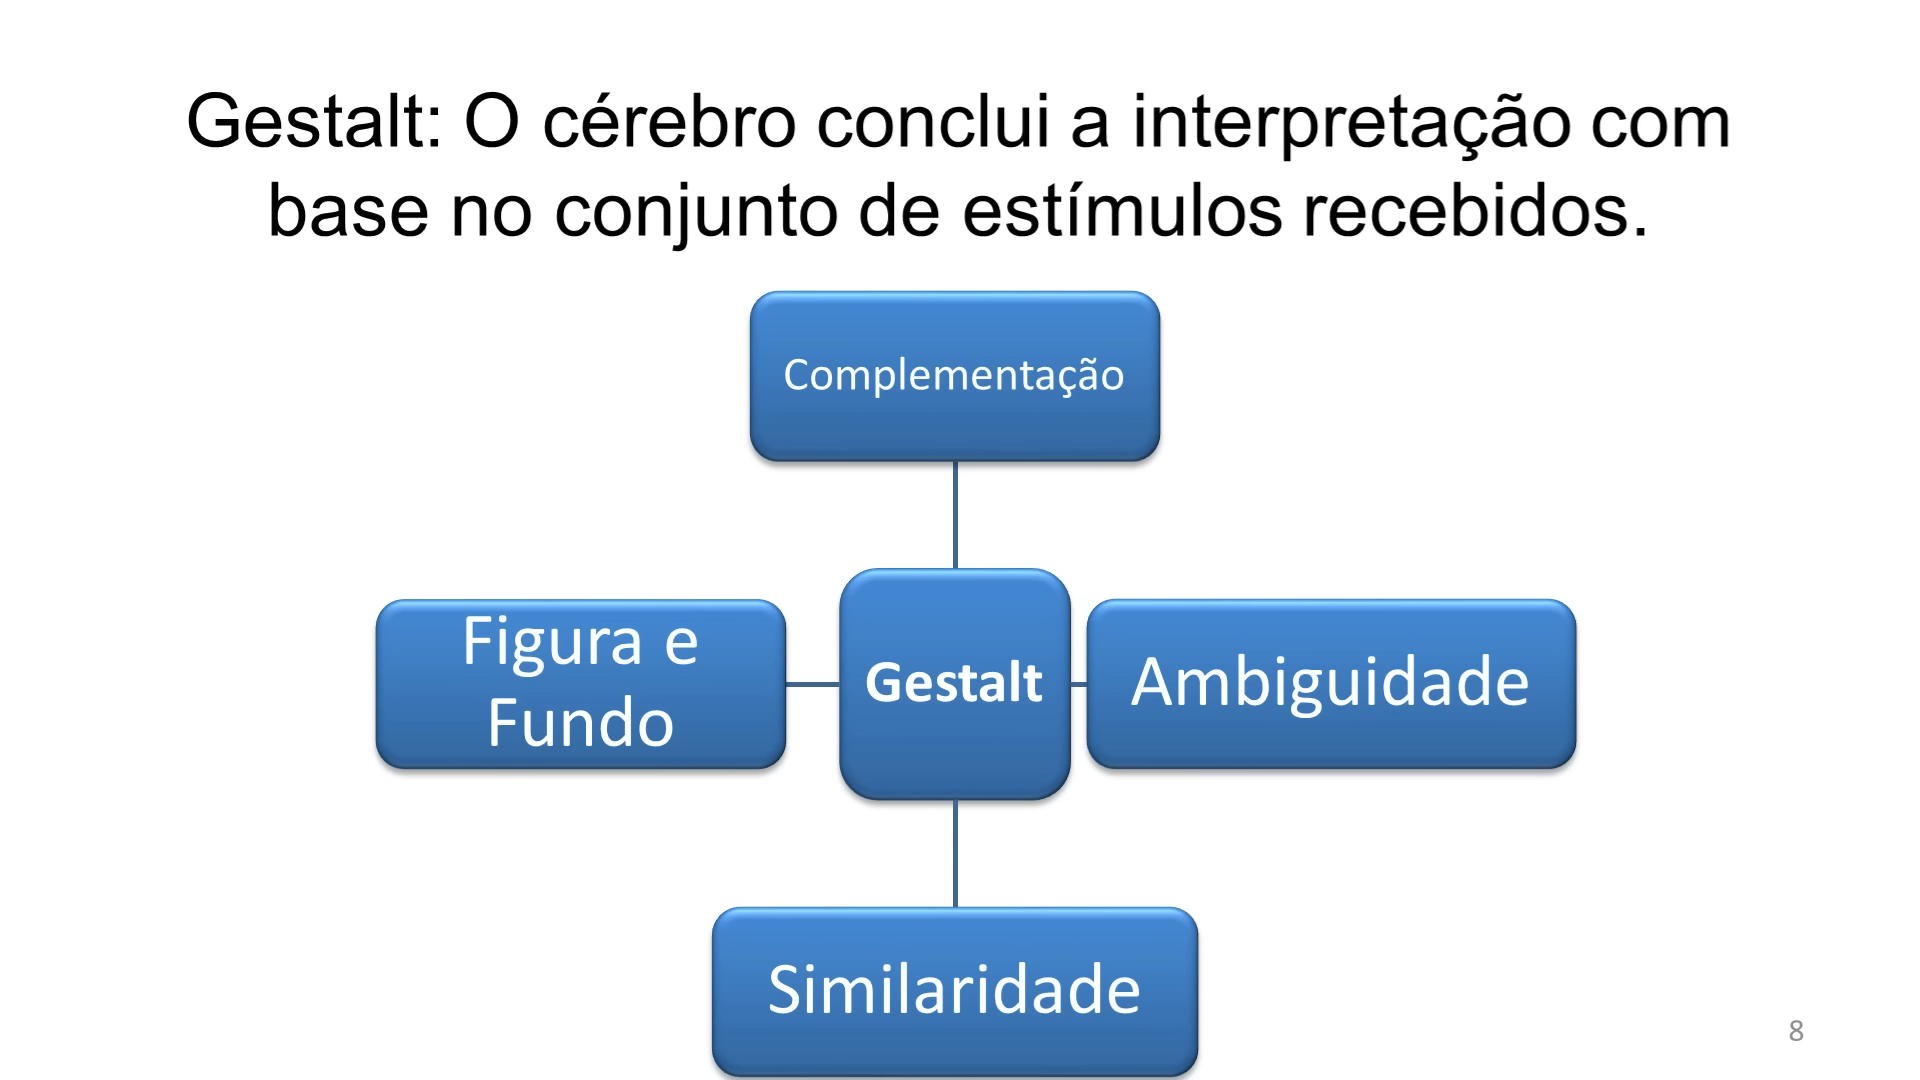 Gestalt: O cérebro conclui a interpretação com
base no conjunto de estímulos recebidos.
Complementação
Figura e
Fundo
Gestalt
Ambiguidade
Similaridade
8